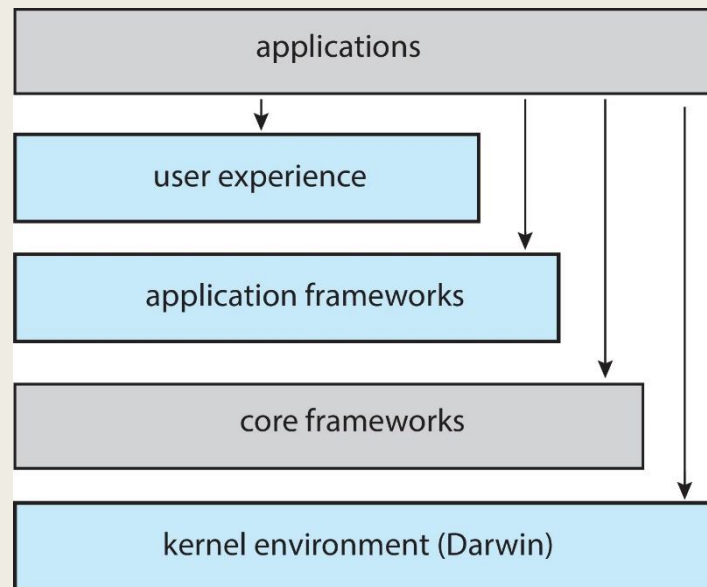 applications
user experience
application frameworks
core frameworks
kernel environment (Darwin)